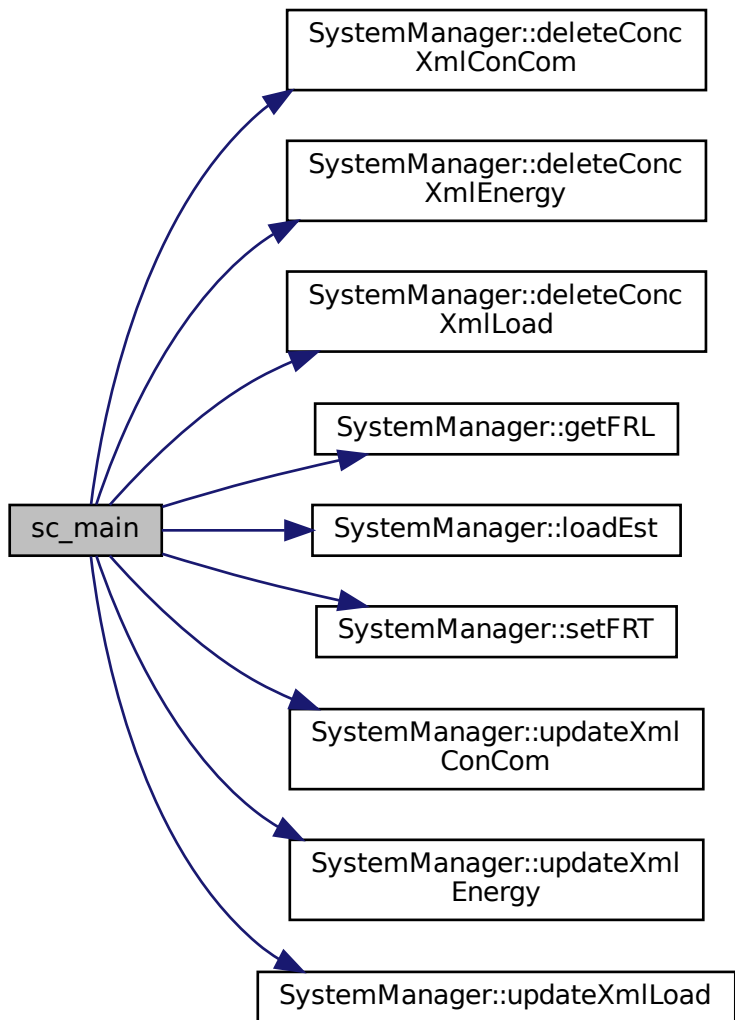 SystemManager::deleteConc
XmlConCom
SystemManager::deleteConc
XmlEnergy
SystemManager::deleteConc
XmlLoad
SystemManager::getFRL
sc_main
SystemManager::loadEst
SystemManager::setFRT
SystemManager::updateXml
ConCom
SystemManager::updateXml
Energy
SystemManager::updateXmlLoad